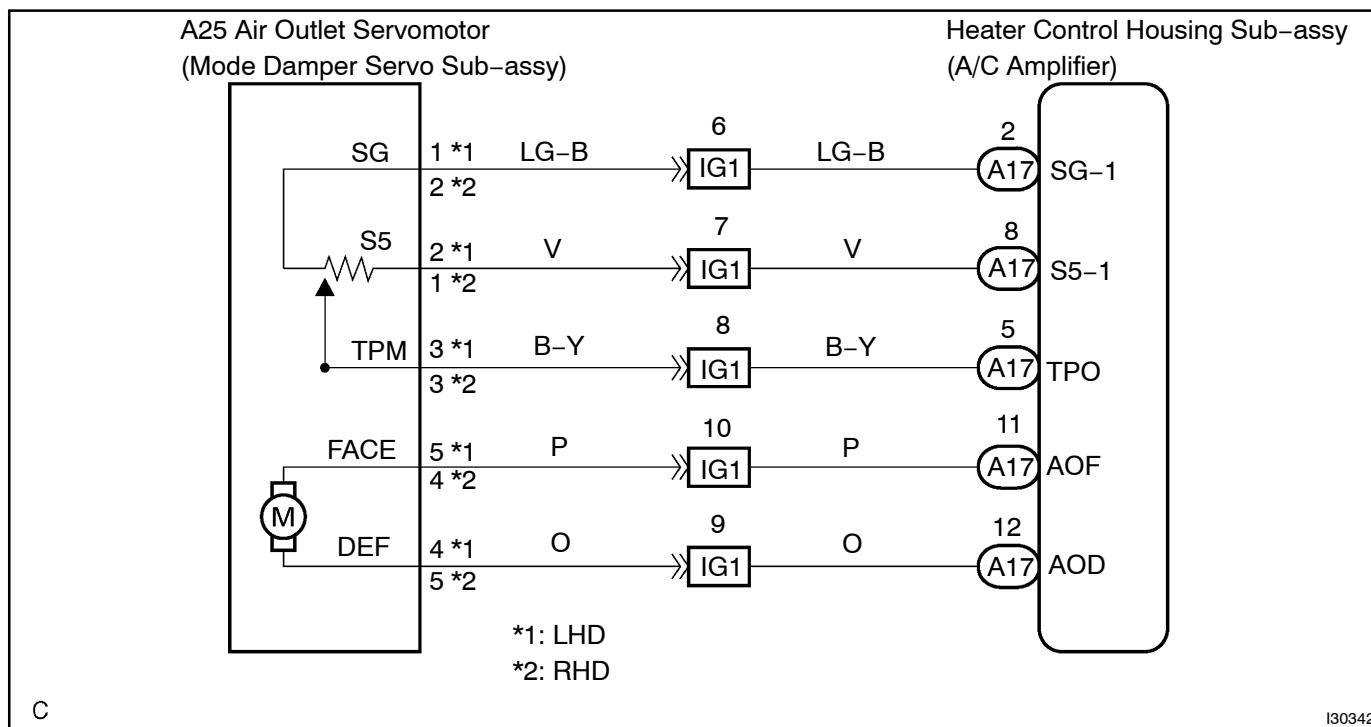 A25 Air Outlet Servomotor
(Mode Damper Servo Sub−assy)
Heater Control Housing Sub−assy
(A/C Amplifier)
SG 1 *1 LG−B 6 IG1 LG−B 2 A17 SG−1
2 *2
S5 2 *1 V 7 IG1 V 8 A17 S5−1
1 *2
TPM 3 *1 B−Y 8 IG1 B−Y 5 A17 TPO
3 *2
FACE 5 *1 P 10 IG1 P 11 A17 AOF
4 *2
M
DEF 4 *1 O 9 IG1 O 12 A17 AOD
5 *2
*1: LHD
*2: RHD
C
I30342